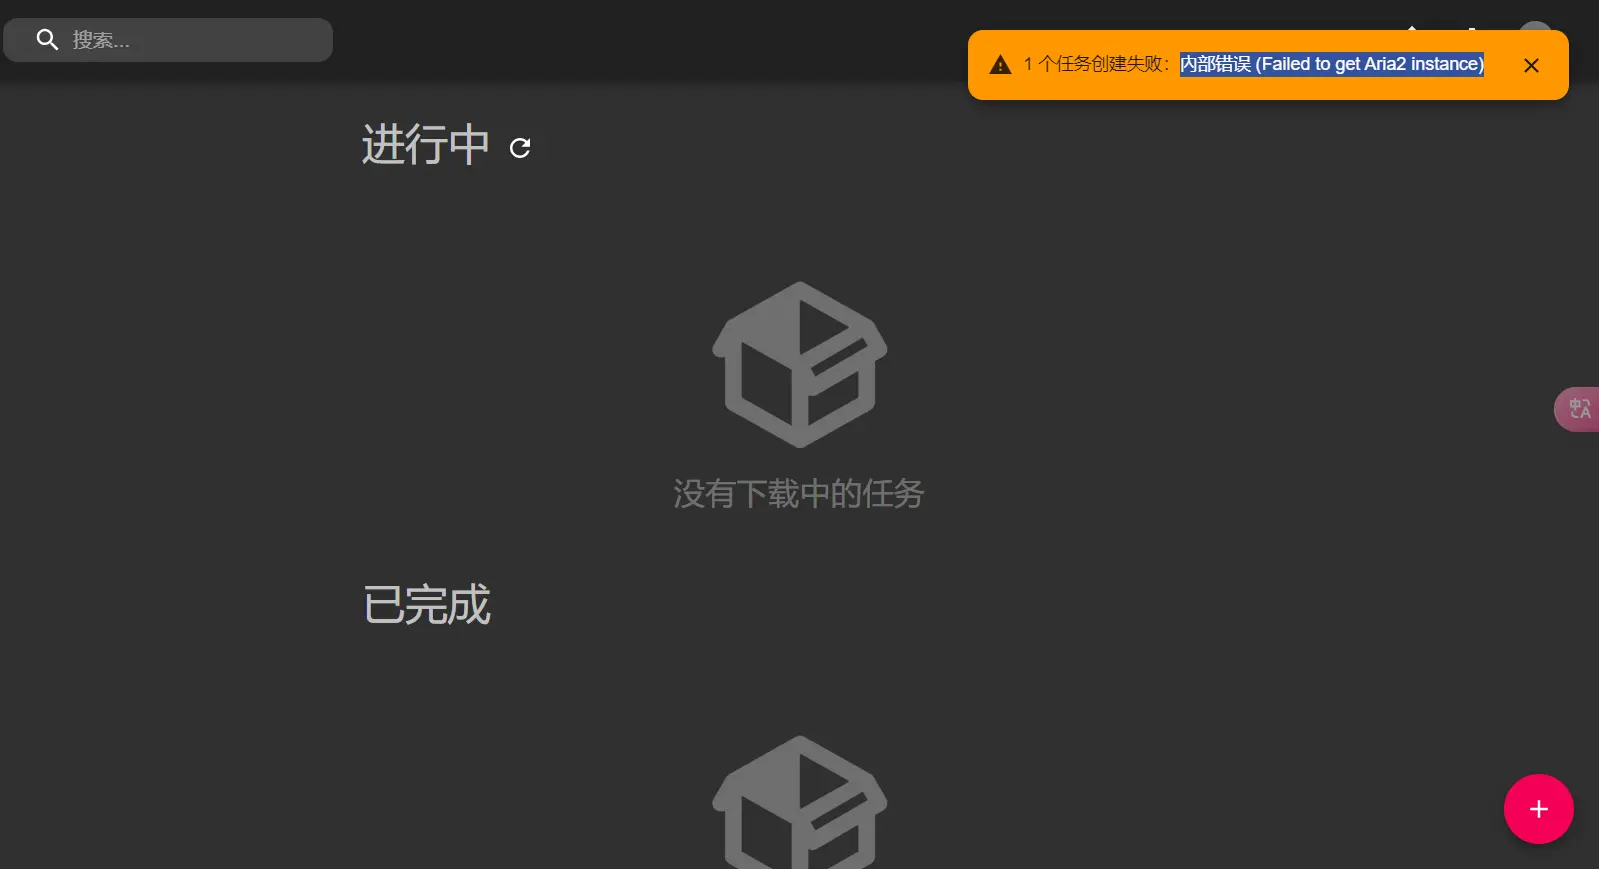 搜索...
1 个任务创建失败：内部错误 (Failed to get Aria2 instance)
进行中
没有下载中的任务
已完成